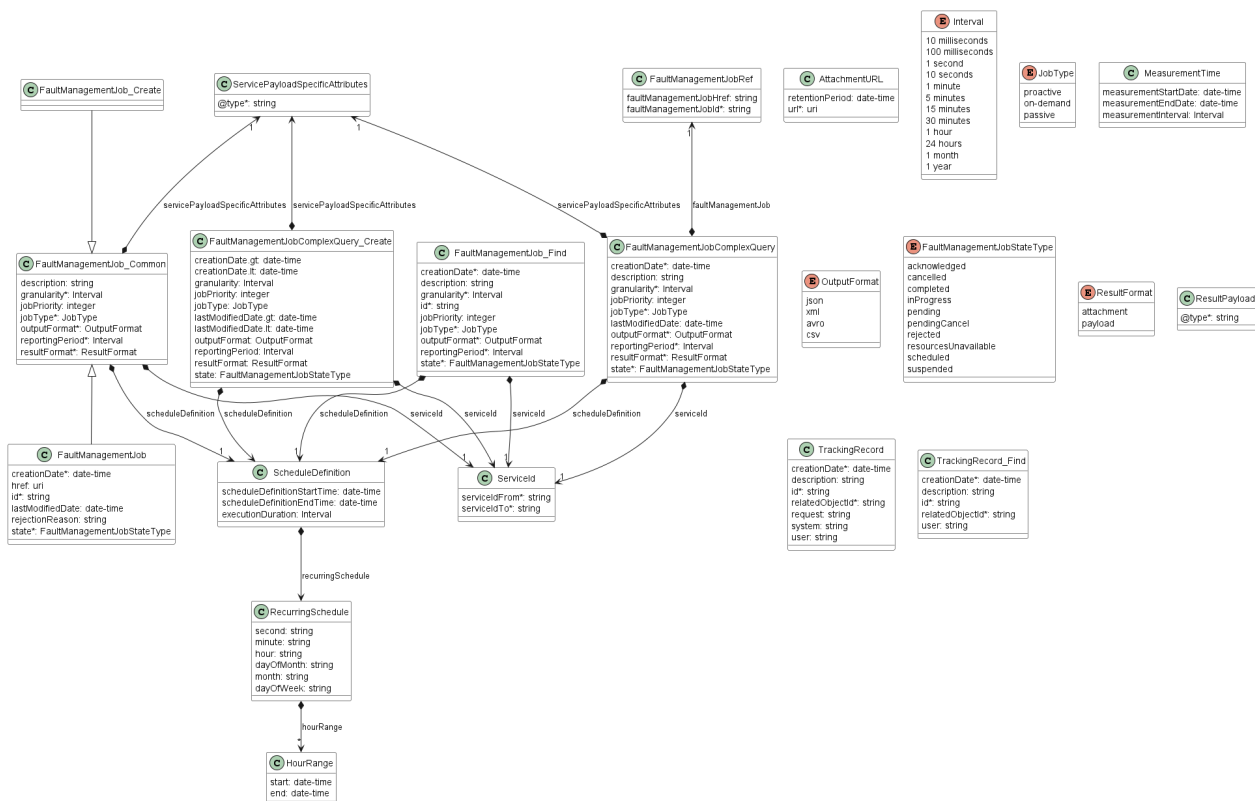 FaultManagementJob_Create
ServicePayloadSpecificAttributes
@type*: string
FaultManagementJobRef
faultManagementJobHref: string
faultManagementJobId*: string
AttachmentURL
retentionPeriod: date-time
uri*: uri
Interval
10 milliseconds
100 milliseconds
1 second
10 seconds
1 minute
5 minutes
15 minutes
30 minutes
1 hour
24 hours
1 month
1 year
JobType
proactive
on-demand
passive
MeasurementTime
measurementStartDate: date-time
measurementEndDate: date-time
measurementInterval: Interval
1
1
1
servicePayloadSpecificAttributes
servicePayloadSpecificAttributes
servicePayloadSpecificAttributes
faultManagementJob
FaultManagementJob_Common
description: string
granularity*: Interval
jobPriority: integer
jobType*: JobType
outputFormat*: OutputFormat
reportingPeriod*: Interval
resultFormat*: ResultFormat
FaultManagementJobComplexQuery_Create
creationDate.gt: date-time
creationDate.lt: date-time
granularity: Interval
jobPriority: integer
jobType: JobType
lastModifiedDate.gt: date-time
lastModifiedDate.lt: date-time
outputFormat: OutputFormat
reportingPeriod: Interval
resultFormat: ResultFormat
state: FaultManagementJobStateType
FaultManagementJob_Find
creationDate*: date-time
description: string
granularity*: Interval
id*: string
jobPriority: integer
jobType*: JobType
outputFormat*: OutputFormat
reportingPeriod*: Interval
state*: FaultManagementJobStateType
FaultManagementJobComplexQuery
creationDate*: date-time
description: string
granularity*: Interval
jobPriority: integer
jobType*: JobType
lastModifiedDate: date-time
outputFormat*: OutputFormat
reportingPeriod*: Interval
resultFormat*: ResultFormat
state*: FaultManagementJobStateType
OutputFormat
json
xml
avro
csv
FaultManagementJobStateType
acknowledged
cancelled
completed
inProgress
pending
pendingCancel
rejected
resourcesUnavailable
scheduled
suspended
ResultFormat
attachment
payload
ResultPayload
@type*: string
scheduleDefinition
scheduleDefinition
scheduleDefinition
serviceId
serviceId
serviceId
scheduleDefinition
serviceId
1
1
1
1
1
1
FaultManagementJob
creationDate*: date-time
href: uri
id*: string
lastModifiedDate: date-time
rejectionReason: string
state*: FaultManagementJobStateType
ScheduleDefinition
scheduleDefinitionStartTime: date-time
scheduleDefinitionEndTime: date-time
executionDuration: Interval
ServiceId
serviceIdFrom*: string
serviceIdTo*: string
TrackingRecord
creationDate*: date-time
description: string
id*: string
relatedObjectId*: string
request: string
system: string
user: string
TrackingRecord_Find
creationDate*: date-time
description: string
id*: string
relatedObjectId*: string
user: string
recurringSchedule
RecurringSchedule
second: string
minute: string
hour: string
dayOfMonth: string
month: string
dayOfWeek: string
hourRange
*
HourRange
start: date-time
end: date-time